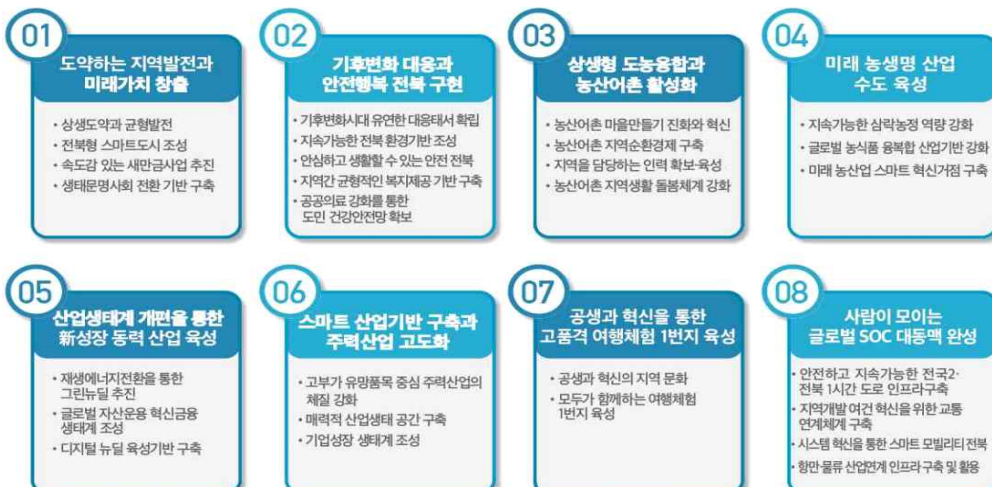 01
도약하는 지역발전과
미래가치 창출
• 상생도약과 균형발전
• 전북형 스마트도시 조성
• 속도감 있는 새만금사업 추진
• 생태문명사회 전환 기반 구축
02
기후변화 대응과
안전행복 전북 구현
• 기후변화시대 유연한 대응태서 확립
• 지속가능한 전북 환경기반 조성
• 안심하고 생활할 수 있는 안전 전북
• 지역간 균형적인 복지제공 기반 구축
• 공공의료 강화를 통한
도민 건강안전망 확보
03
상생형 도농융합과
농산어촌 활성화
• 농산어촌 마을만들기 진화와 혁신
• 농산어촌 지역순환경제 구축
• 지역을 담당하는 인력 확보·육성
• 농산어촌 지역생활 돌봄체계 강화
04
미래 농생명 산업
수도 육성
• 지속가능한 삼락농정 역량 강화
• 글로벌 농식품 융복합 산업기반 강화
• 미래 농산업 스마트 혁신거점 구축
05
산업생태계 개편을 통한
新성장 동력 산업 육성
• 재생에너지전환을 통한
그린뉴딜 추진
• 글로벌 자산운용 혁신금융
생태계 조성
• 디지털 뉴딜 육성기반 구축
06
스마트 산업기반 구축과
주력산업 고도화
• 고부가 유망품목 중심 주력산업의
체질 강화
• 매력적 산업생태 공간 구축
• 기업성장 생태계 조성
07
공생과 혁신을 통한
고품격 여행체험 1번지 육성
• 공생과 혁신의 지역 문화
• 모두가 함께하는 여행체험
1번지 육성
08
사람이 모이는
글로벌 SOC 대동맥 완성
• 안전하고 지속가능한 전국2·
전북 1시간 도로 인프라구축
• 지역개발 여건 혁신을 위한 교통
연계체계 구축
• 시스템 혁신을 통한 스마트 모빌리티 전북
• 항만·물류 산업연계 인프라 구축 및 활용